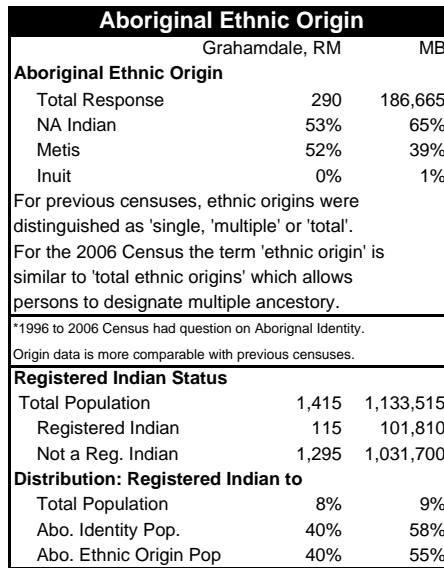 Aboriginal Ethnic Origin
Grahamdale, RM MB
Aboriginal Ethnic Origin
Total Response 290 186,665
NA Indian 53% 65%
Metis 52% 39%
Inuit 0% 1%
For previous censuses, ethnic origins were
distinguished as 'single, 'multiple' or 'total'.
For the 2006 Census the term 'ethnic origin' is
similar to 'total ethnic origins' which allows
persons to designate multiple ancestory.
*1996 to 2006 Census had question on Aborignal Identity.
Origin data is more comparable with previous censuses.
Registered Indian Status
Total Population 1,415 1,133,515
Registered Indian 115 101,810
Not a Reg. Indian 1,295 1,031,700
Distribution: Registered Indian to
Total Population 8% 9%
Abo. Identity Pop. 40% 58%
Abo. Ethnic Origin Pop 40% 55%